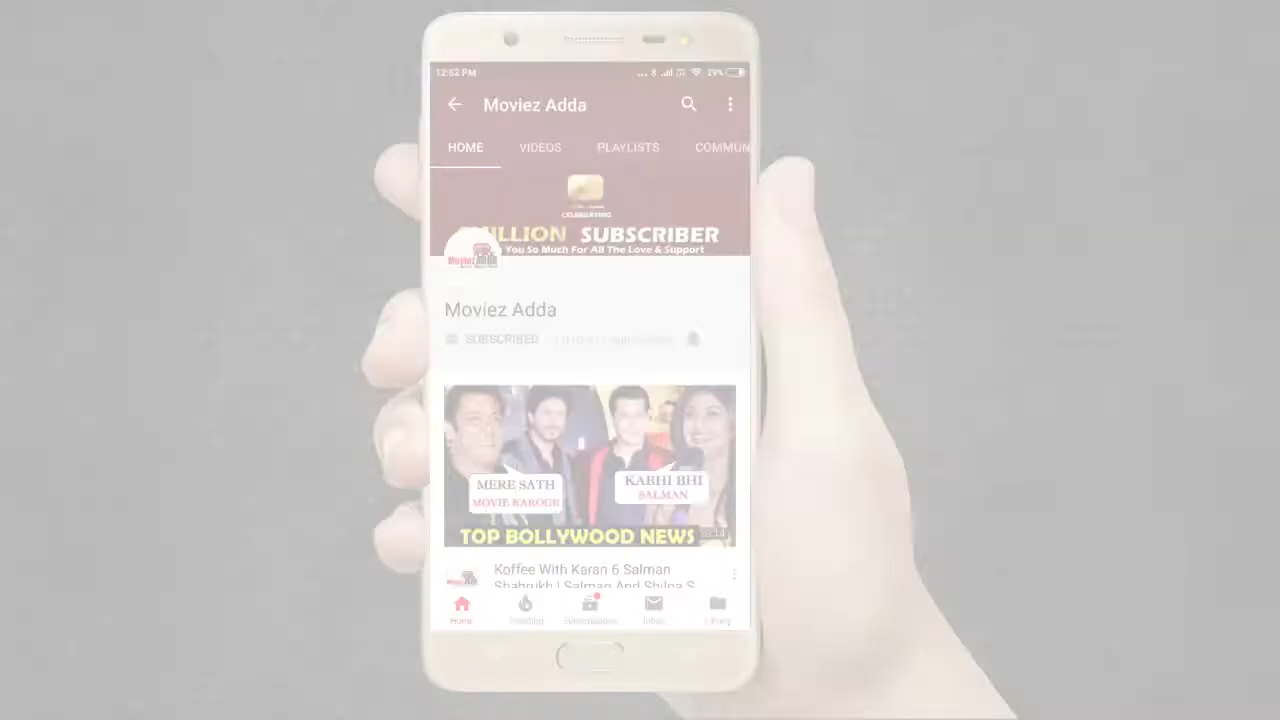 12:52 PM
29%
Moviez Adda
HOME VIDEOS PLAYLISTS COMMUN
CELEBRATING
MILLION SUBSCRIBER
You So Much For All The Love & Support
Moviez Adda
SUBSCRIBED
MERE SATH
MOVIE KAROGE
KABHI BHI
SALMAN
TOP BOLLYWOOD NEWS
Koffee With Karan 6 Salman
Shahrukh | Salman And Shilpa S
Home Trending Subscriptions Inbox Library